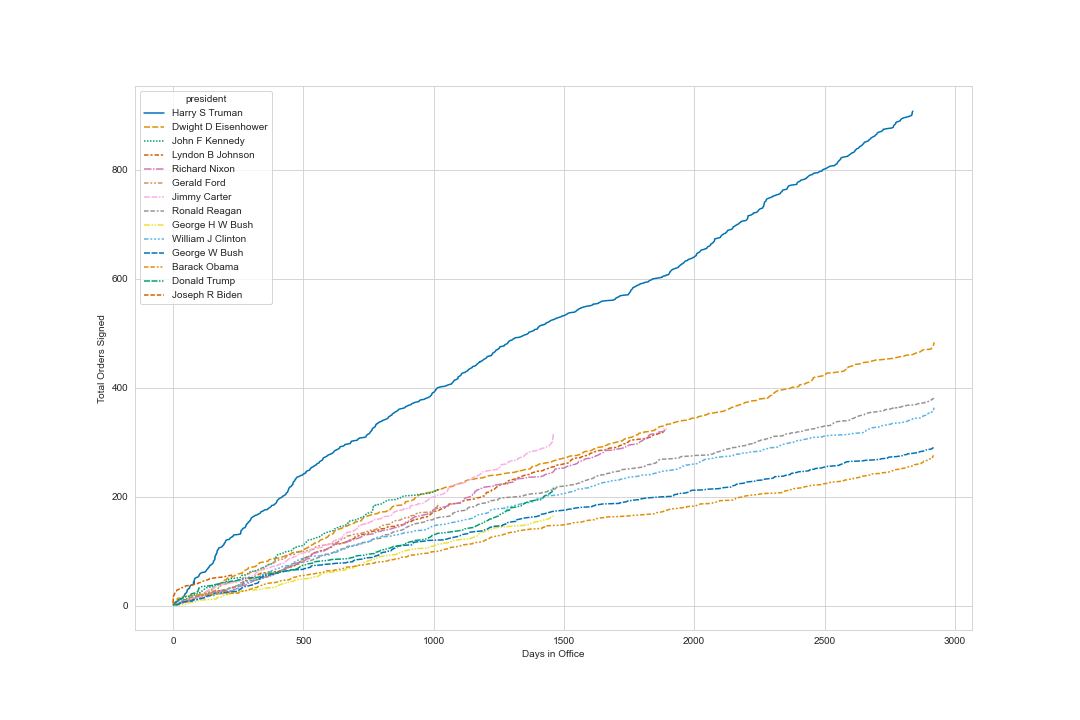 president
Harry S Truman
Dwight D Eisenhower
John F Kennedy
Lyndon B Johnson
Richard Nixon
Gerald Ford
Jimmy Carter
Ronald Reagan
George H W Bush
William J Clinton
George W Bush
Barack Obama
Donald Trump
Joseph R Biden
800
600
400
200
0
Total Orders Signed
0 500 1000 1500 2000 2500 3000
Days in Office